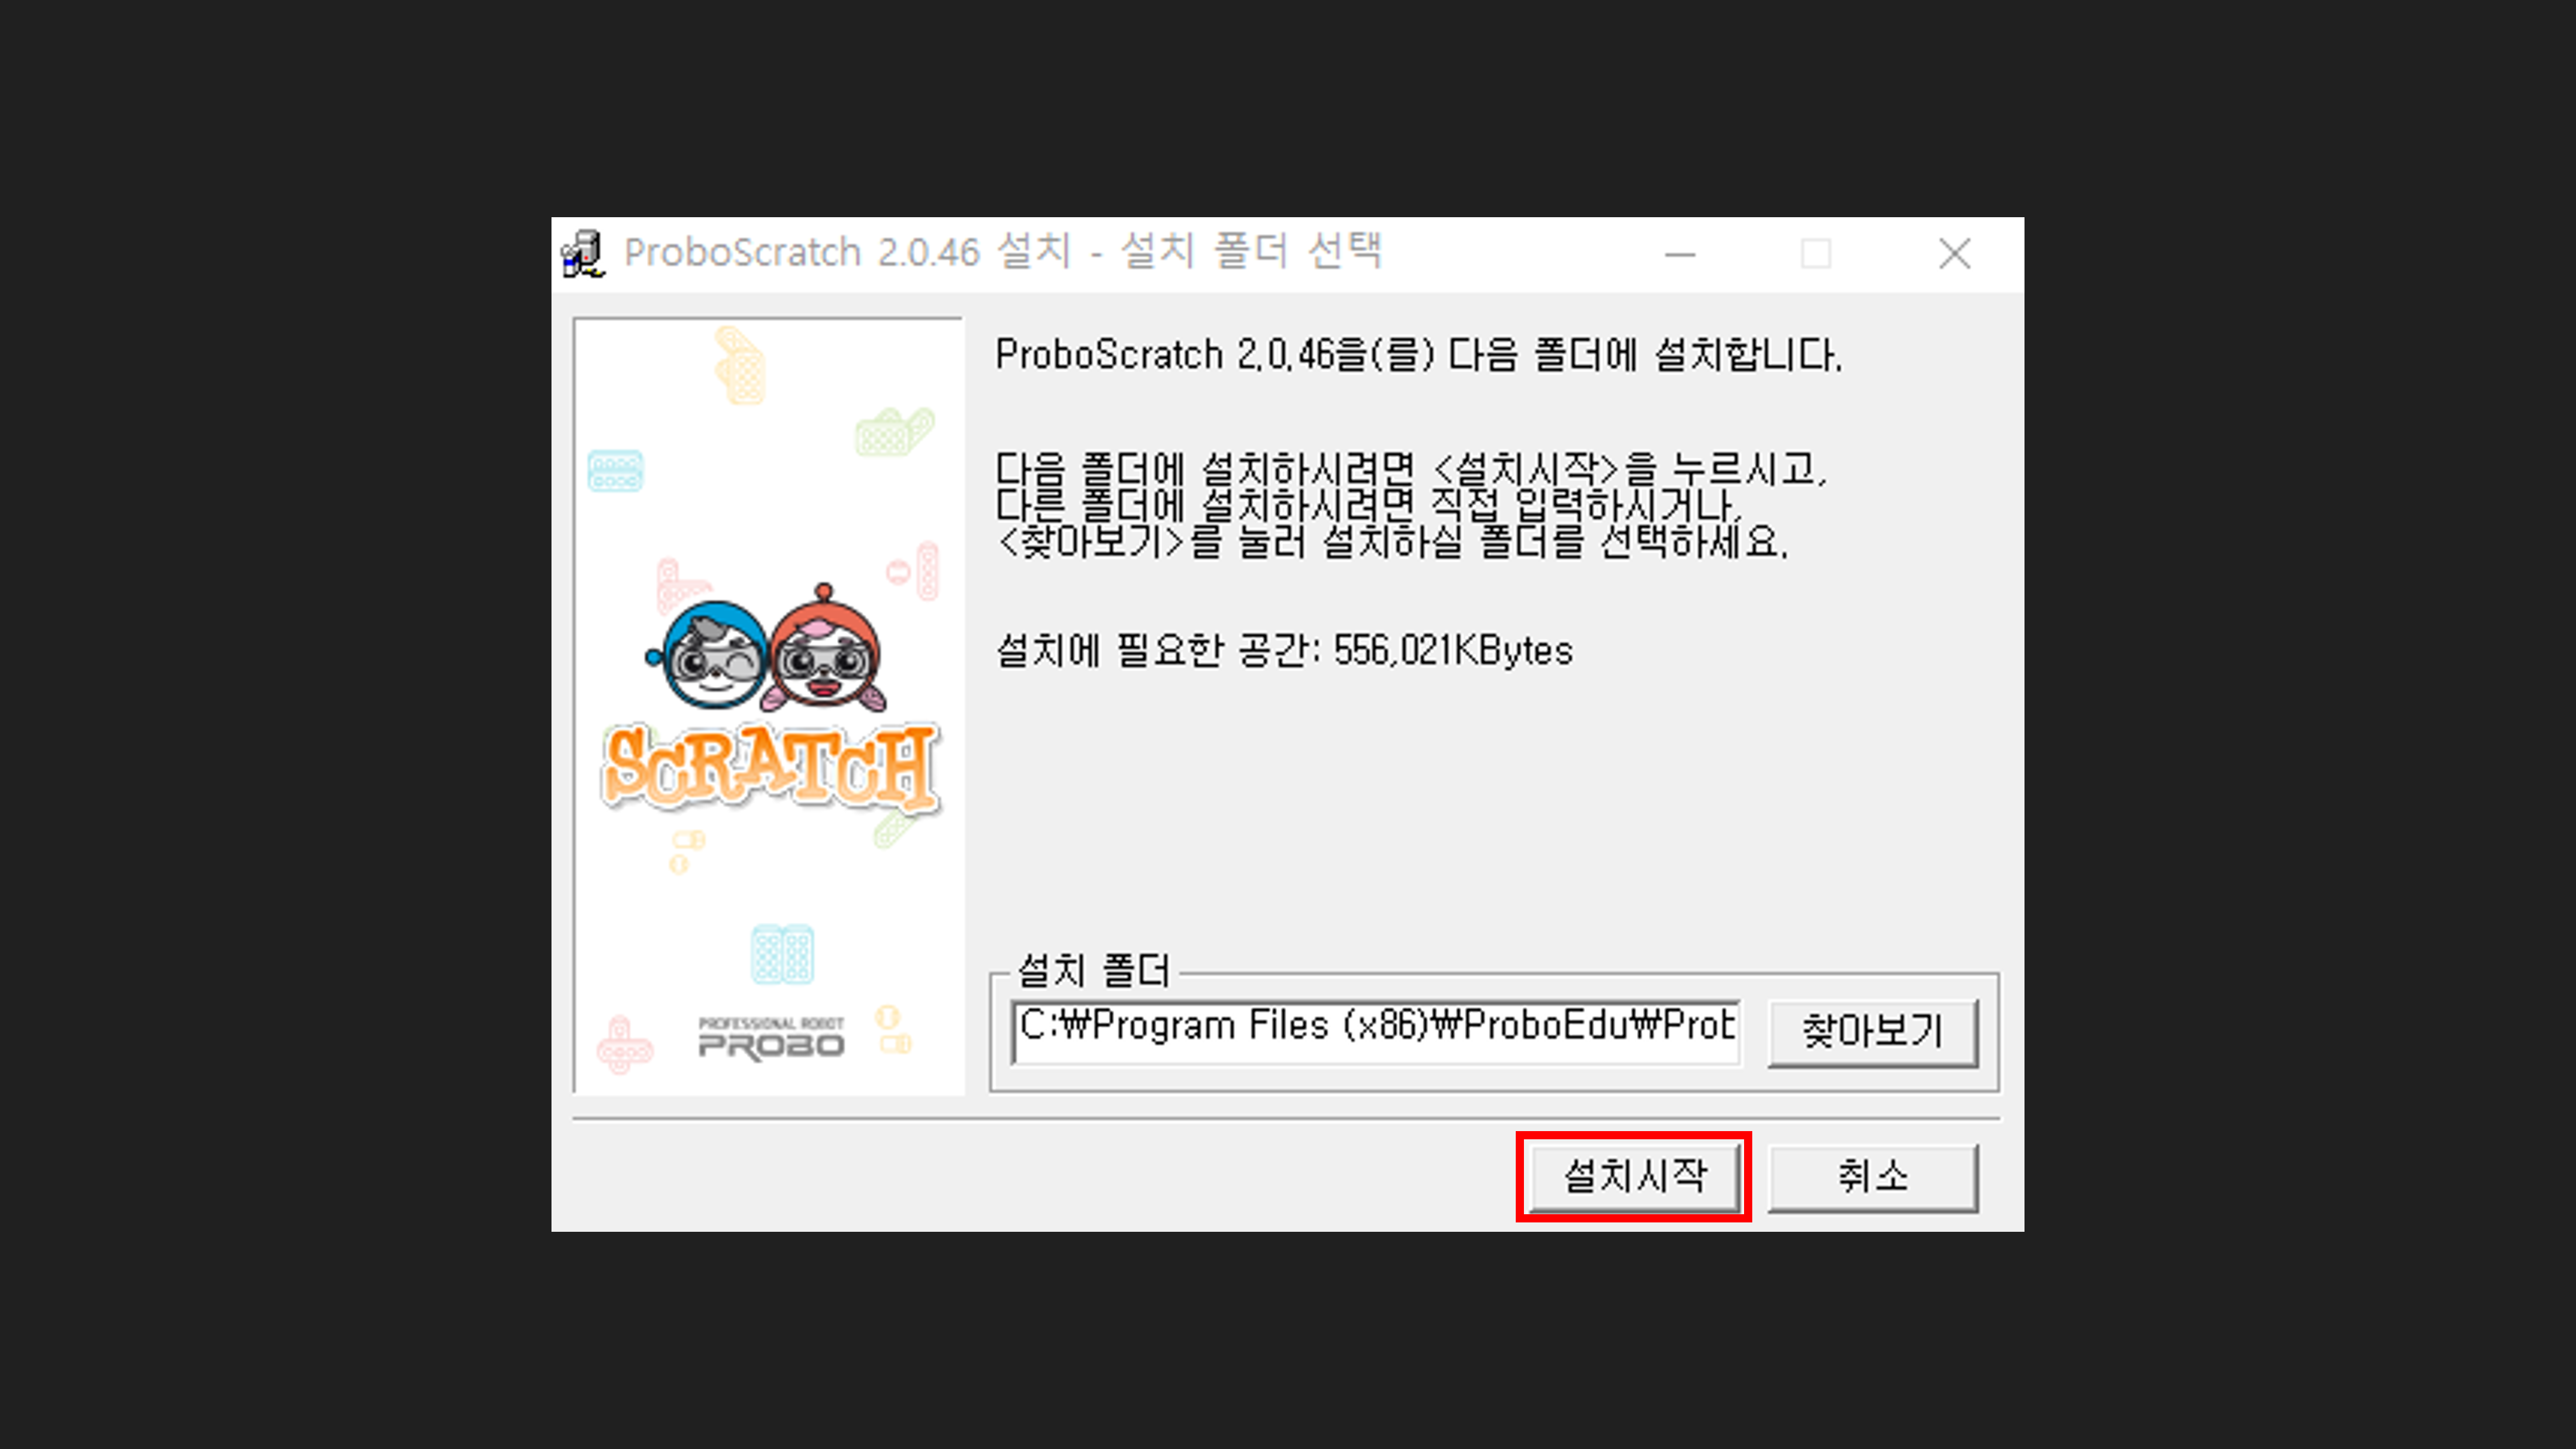 ProboScratch 2.0.46 설치 - 설치 폴더 선택
ProboScratch 2.0.46을(를) 다음 폴더에 설치합니다.
다음 폴더에 설치하시려면 <설치시작>을 누르시고,
다른 폴더에 설치하시려면 직접 입력하시거나,
<찾아보기>를 눌러 설치하실 폴더를 선택하세요.
설치에 필요한 공간: 556,021KBytes
SCRATCH
PROFESSIONAL ROBOT
PROBO
설치 폴더
C:₩Program Files (x86)₩ProboEdu₩Prob
찾아보기
설치시작
취소